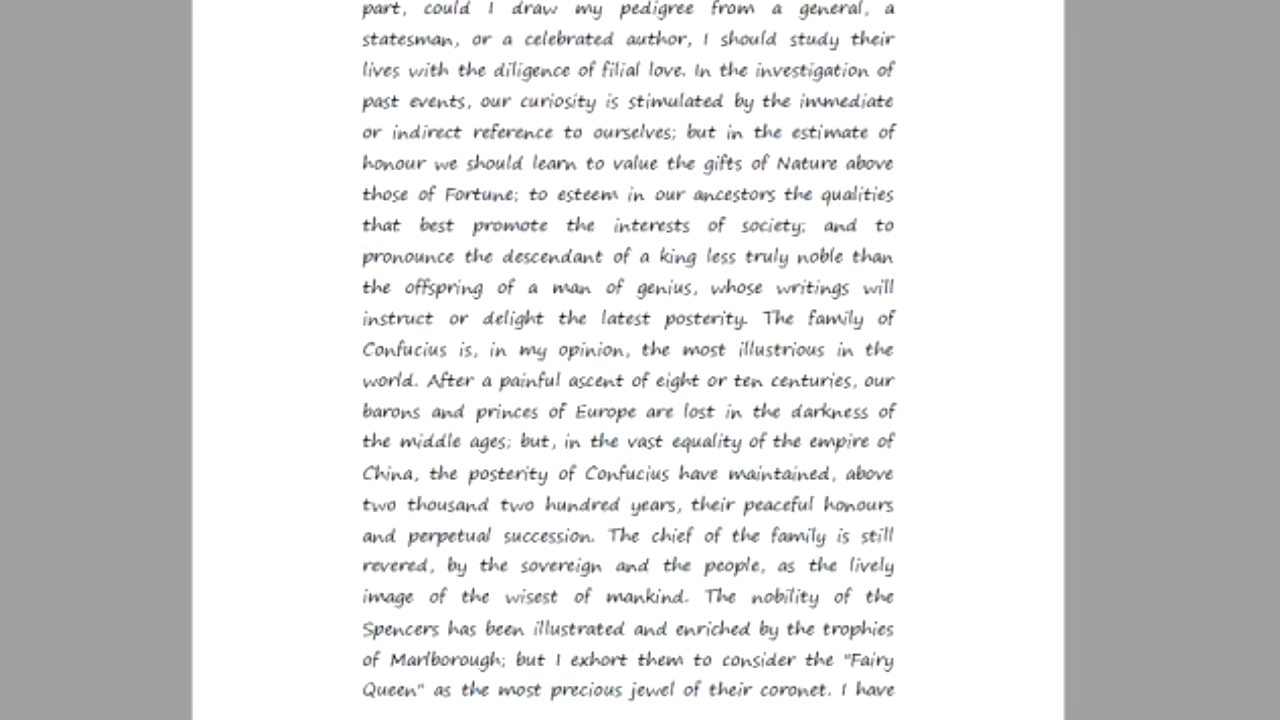 part, could I draw my pedigree from a general, a
statesman, or a celebrated author, I should study their
lives with the diligence of filial love. In the investigation of
past events, our curiosity is stimulated by the immediate
or indirect reference to ourselves; but in the estimate of
honour we should learn to value the gifts of Nature above
those of Fortune; to esteem in our ancestors the qualities
that best promote the interests of society; and to
pronounce the descendant of a king less truly noble than
the offspring of a man of genius, whose writings will
instruct or delight the latest posterity. The family of
Confucius is, in my opinion, the most illustrious in the
world. After a painful ascent of eight or ten centuries, our
barons and princes of Europe are lost in the darkness of
the middle ages; but, in the vast equality of the empire of
China, the posterity of Confucius have maintained, above
two thousand two hundred years, their peaceful honours
and perpetual succession. The chief of the family is still
revered, by the sovereign and the people, as the lively
image of the wisest of mankind. The nobility of the
Spencers has been illustrated and enriched by the trophies
of Marlborough; but I exhort them to consider the "Fairy
Queen" as the most precious jewel of their coronet. I have